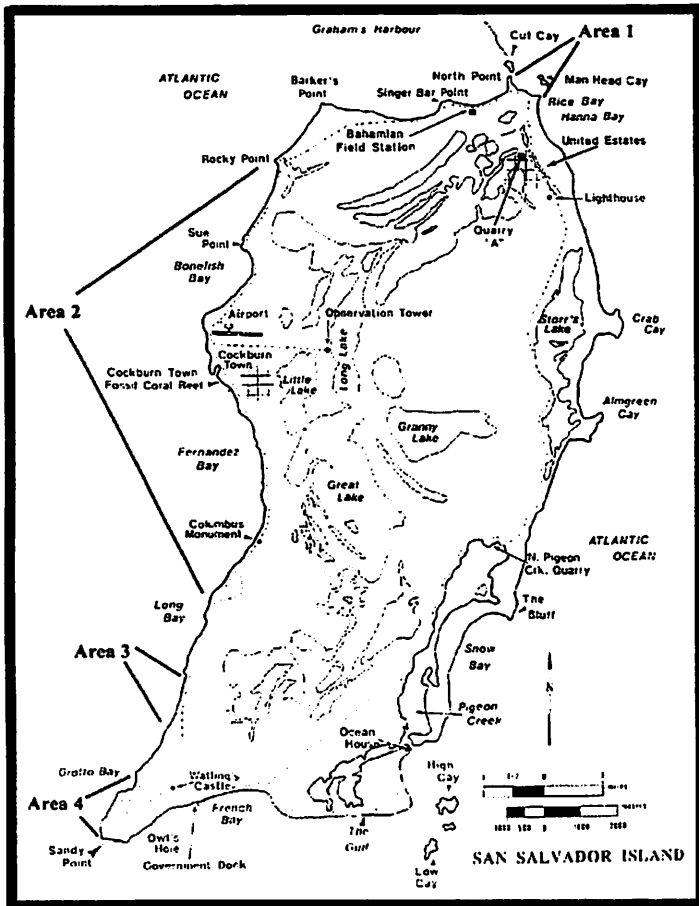 Graham's Harbour
Cut Cay
Area 1
ATLANTIC
OCEAN
Barker's
Point
North Point
Singer Bar Point
Man Head Cay
Rice Bay
Hanna Bay
Bahamian
Field Station
United Estates
Rocky Point
Lighthouse
Quarry
"A"
Sue
Point
Bonefish
Bay
Area 2
Airport
Observation Tower
Storr's
Lake
Crab
Cay
Cockburn
Town
Long Lake
Cockburn Town
Fossil Coral Reef
Little
Lake
Almgreen
Cay
Granny
Lake
Fernandez
Bay
Great
Lake
Columbus
Monument
ATLANTIC
OCEAN
N. Pigeon
Crk. Quarry
Long
Bay
The
Bluff
Area 3
Snow
Bay
N
Pigeon
Creek
Ocean
House
Grotto Bay
Watling's
Castle
High
Cay
Area 4
French
Bay
The
Gulf
Owl's
Hole
Sandy
Point
Government Dock
Low
Cay
1000 500 0 1000 2000
SAN SALVADOR ISLAND